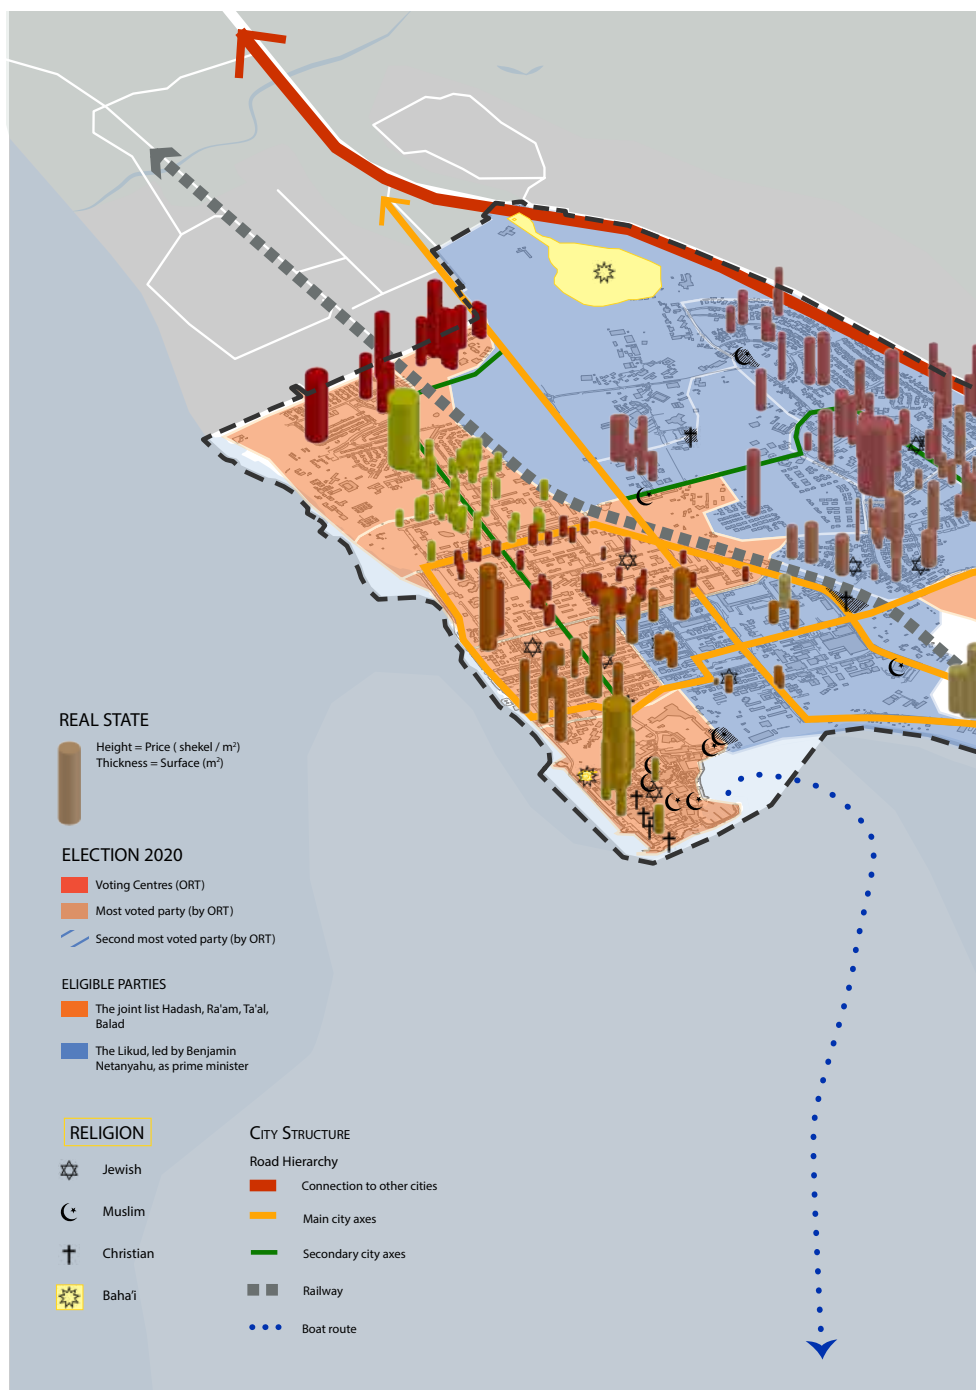 REAL STATE
Height = Price ( shekel / m²)
Thickness = Surface (m²)
ELECTION 2020
Voting Centres (ORT)
Most voted party (by ORT)
Second most voted party (by ORT)
ELIGIBLE PARTIES
The joint list Hadash, Ra'am, Ta'al,
Balad
The Likud, led by Benjamin
Netanyahu, as prime minister
RELIGION
Jewish
Muslim
Christian
Baha'i
City Structure
Road Hierarchy
Connection to other cities
Main city axes
Secondary city axes
Railway
Boat route